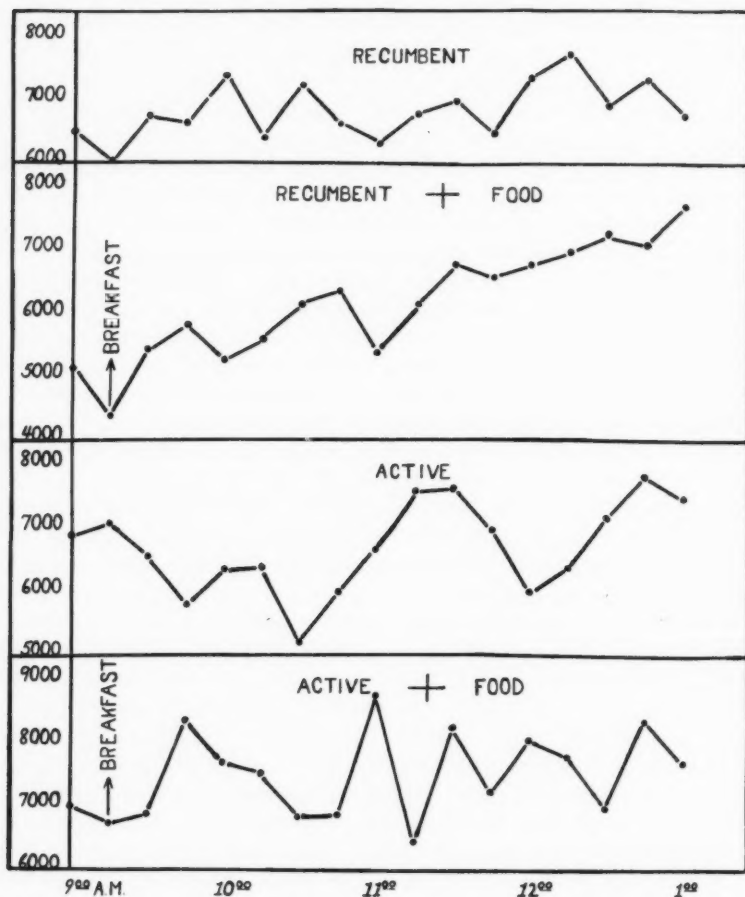 8000
RECUMBENT
7000
6000
8000
RECUMBENT + FOOD
7000
6000
BREAKFAST
5000
4000
8000
ACTIVE
7000
6000
5000
9000
ACTIVE + FOOD
BREAKFAST
8000
7000
6000
9⁰⁰ A.M. 10⁰⁰ 11⁰⁰ 12⁰⁰ 1⁰⁰